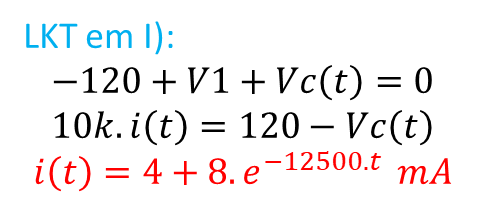 LKT em I):
−120 + V1 + Vc(t) = 0
10k. i(t) = 120 − Vc(t)
i(t) = 4 + 8. e^{−12500.t} mA